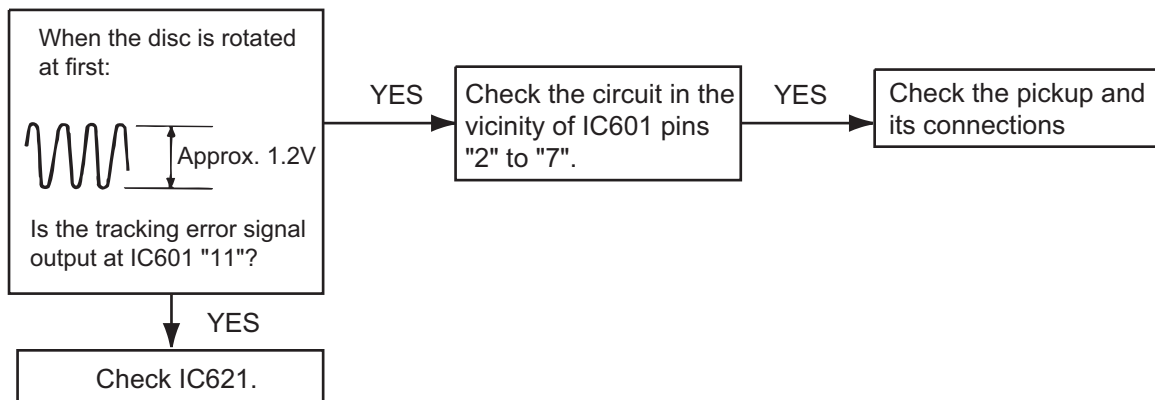 When the disc is rotated
at first:
Approx. 1.2V
Is the tracking error signal
output at IC601 "11"?
YES
Check the circuit in the
vicinity of IC601 pins
"2" to "7".
YES
Check the pickup and
its connections
YES
Check IC621.